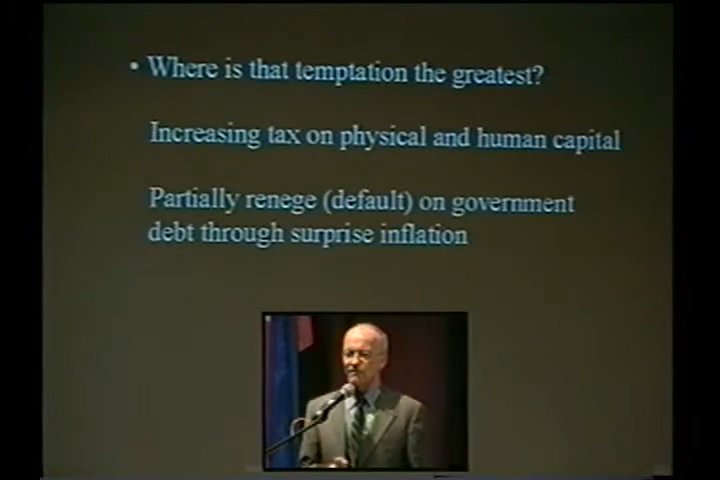 • Where is that temptation the greatest?
Increasing tax on physical and human capital
Partially renege (default) on government
debt through surprise inflation